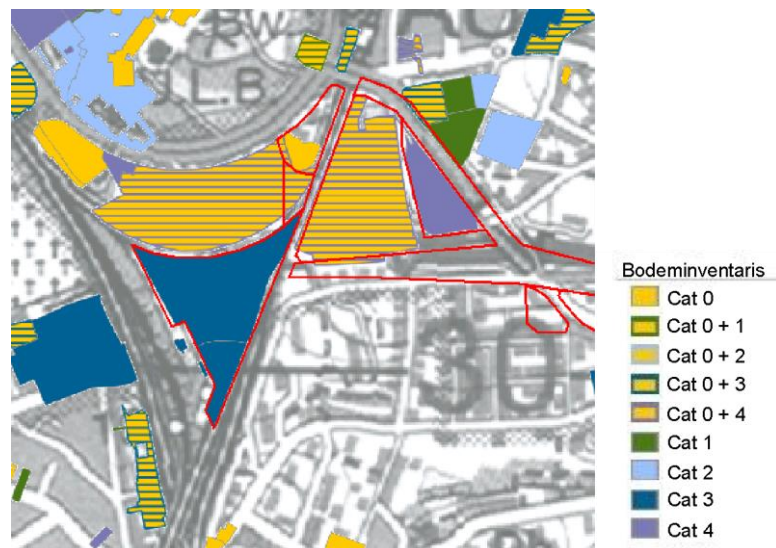 J.BW.
J.L.B.
30
Bodeminventaris
Cat 0
Cat 0 + 1
Cat 0 + 2
Cat 0 + 3
Cat 0 + 4
Cat 1
Cat 2
Cat 3
Cat 4